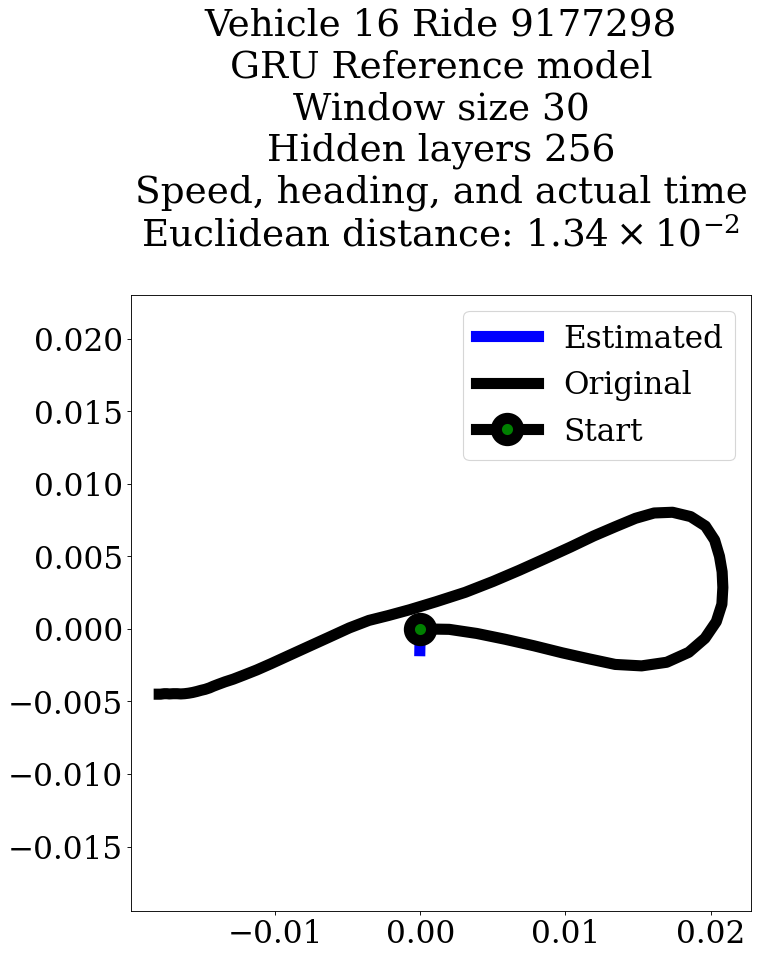 Vehicle 16 Ride 9177298
GRU Reference model
Window size 30
Hidden layers 256
Speed, heading, and actual time
Euclidean distance: 1.34 × 10⁻²
Estimated
Original
Start
0.020
0.015
0.010
0.005
0.000
−0.005
−0.010
−0.015
−0.01 0.00 0.01 0.02